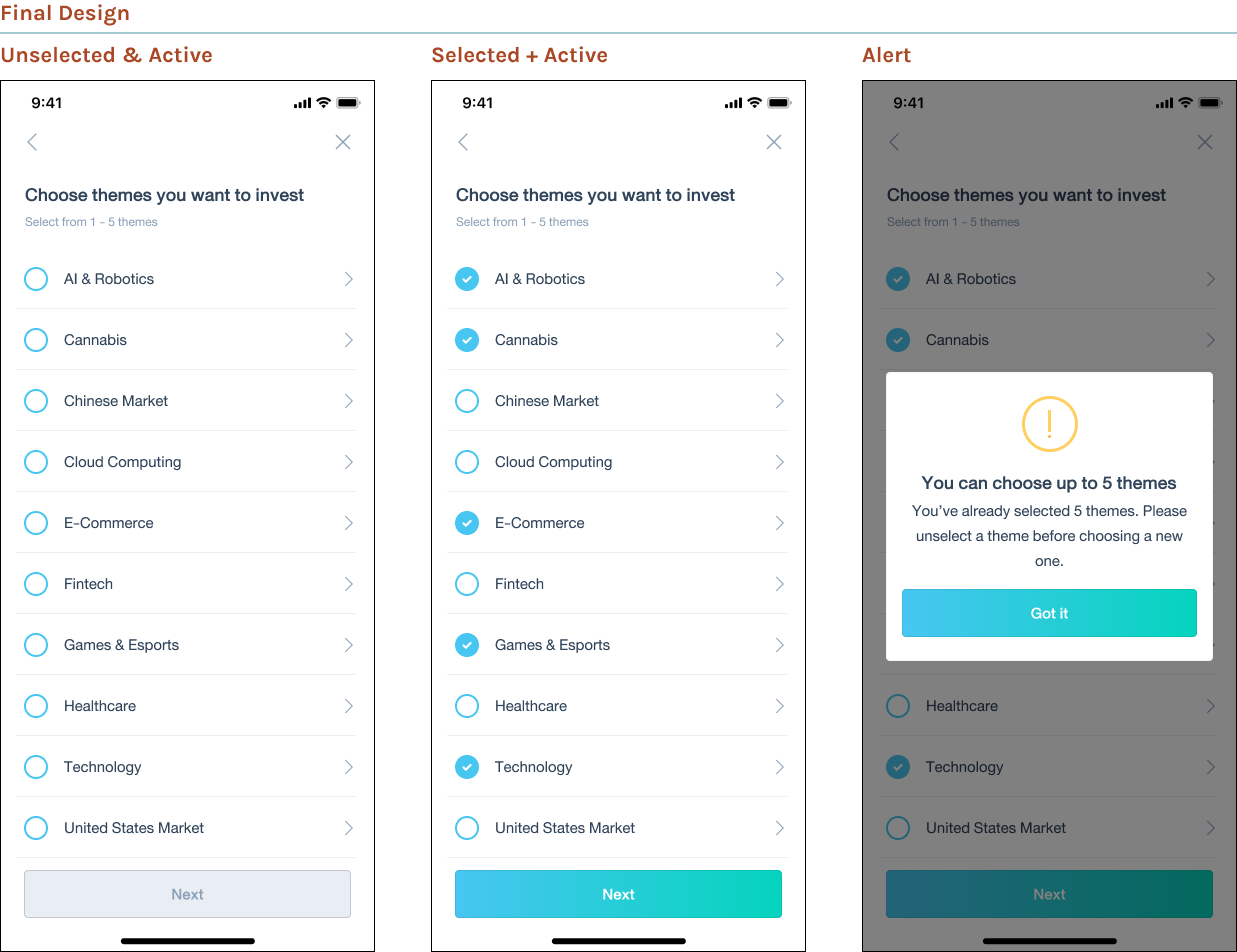 Final Design
Unselected & Active
9:41
Choose themes you want to invest
Select from 1 - 5 themes
AI & Robotics
Cannabis
Chinese Market
Cloud Computing
E-Commerce
Fintech
Games & Esports
Healthcare
Technology
United States Market
Next
Selected + Active
9:41
Choose themes you want to invest
Select from 1 - 5 themes
AI & Robotics
Cannabis
Chinese Market
Cloud Computing
E-Commerce
Fintech
Games & Esports
Healthcare
Technology
United States Market
Next
Alert
9:41
Choose themes you want to invest
Select from 1 - 5 themes
AI & Robotics
Cannabis
You can choose up to 5 themes
You’ve already selected 5 themes. Please
unselect a theme before choosing a new
one.
Got it
Healthcare
Technology
United States Market
Next